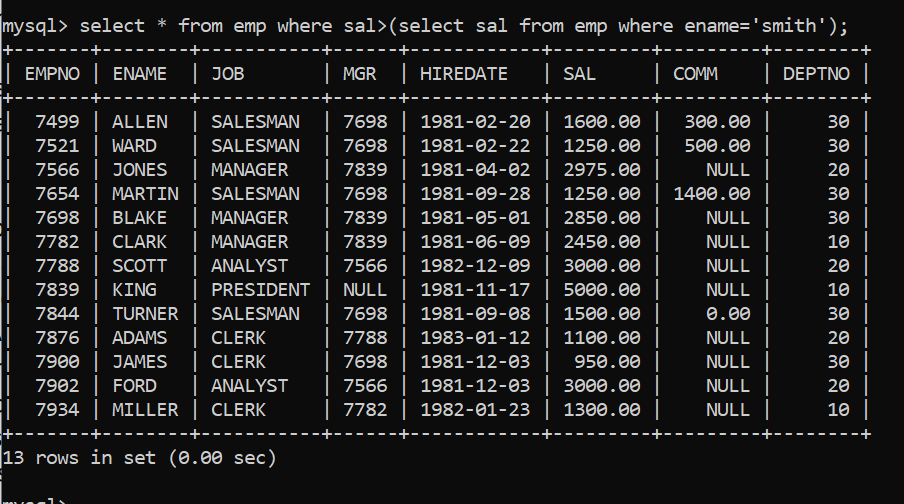 mysql> select * from emp where sal>(select sal from emp where ename='smith');
+-------+--------+-----------+------+------------+---------+---------+--------+
| EMPNO | ENAME  | JOB       | MGR  | HIREDATE   | SAL     | COMM    | DEPTNO |
+-------+--------+-----------+------+------------+---------+---------+--------+
|  7499 | ALLEN  | SALESMAN  | 7698 | 1981-02-20 | 1600.00 |  300.00 |     30 |
|  7521 | WARD   | SALESMAN  | 7698 | 1981-02-22 | 1250.00 |  500.00 |     30 |
|  7566 | JONES  | MANAGER   | 7839 | 1981-04-02 | 2975.00 |    NULL |     20 |
|  7654 | MARTIN | SALESMAN  | 7698 | 1981-09-28 | 1250.00 | 1400.00 |     30 |
|  7698 | BLAKE  | MANAGER   | 7839 | 1981-05-01 | 2850.00 |    NULL |     30 |
|  7782 | CLARK  | MANAGER   | 7839 | 1981-06-09 | 2450.00 |    NULL |     10 |
|  7788 | SCOTT  | ANALYST   | 7566 | 1982-12-09 | 3000.00 |    NULL |     20 |
|  7839 | KING   | PRESIDENT | NULL | 1981-11-17 | 5000.00 |    NULL |     10 |
|  7844 | TURNER | SALESMAN  | 7698 | 1981-09-08 | 1500.00 |    0.00 |     30 |
|  7876 | ADAMS  | CLERK     | 7788 | 1983-01-12 | 1100.00 |    NULL |     20 |
|  7900 | JAMES  | CLERK     | 7698 | 1981-12-03 |  950.00 |    NULL |     30 |
|  7902 | FORD   | ANALYST   | 7566 | 1981-12-03 | 3000.00 |    NULL |     20 |
|  7934 | MILLER | CLERK     | 7782 | 1982-01-23 | 1300.00 |    NULL |     10 |
+-------+--------+-----------+------+------------+---------+---------+--------+
13 rows in set (0.00 sec)
mysql>